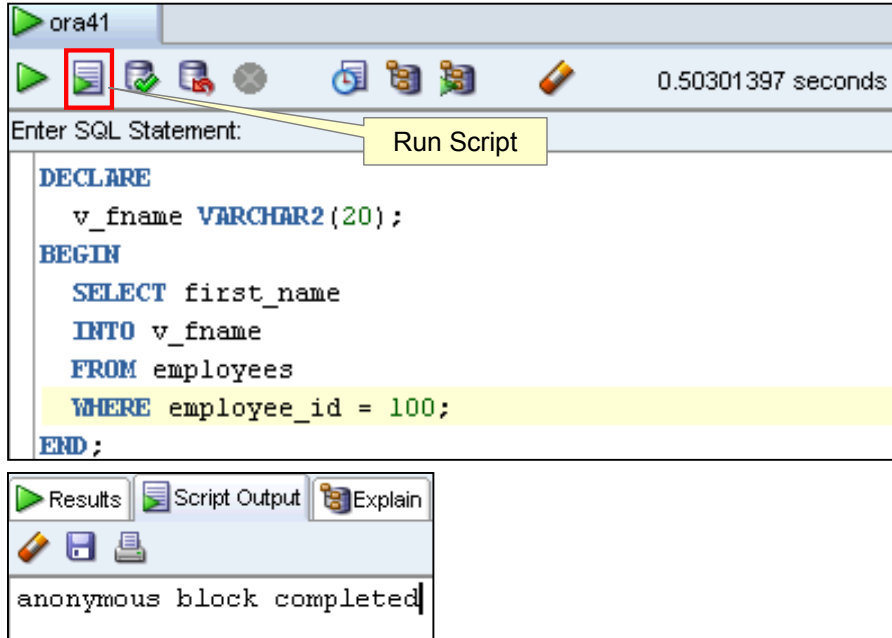 ora41
0.50301397 seconds
Enter SQL Statement:
Run Script
DECLARE
v_fname VARCHAR2(20);
BEGIN
SELECT first_name
INTO v_fname
FROM employees
WHERE employee_id = 100;
END;
Results Script Output Explain
anonymous block completed